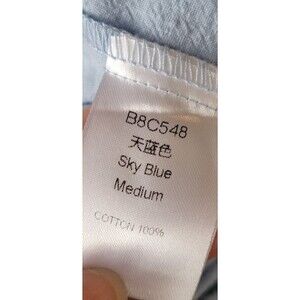 B8C548
天蓝色
Sky Blue
Medium
COTTON 100%